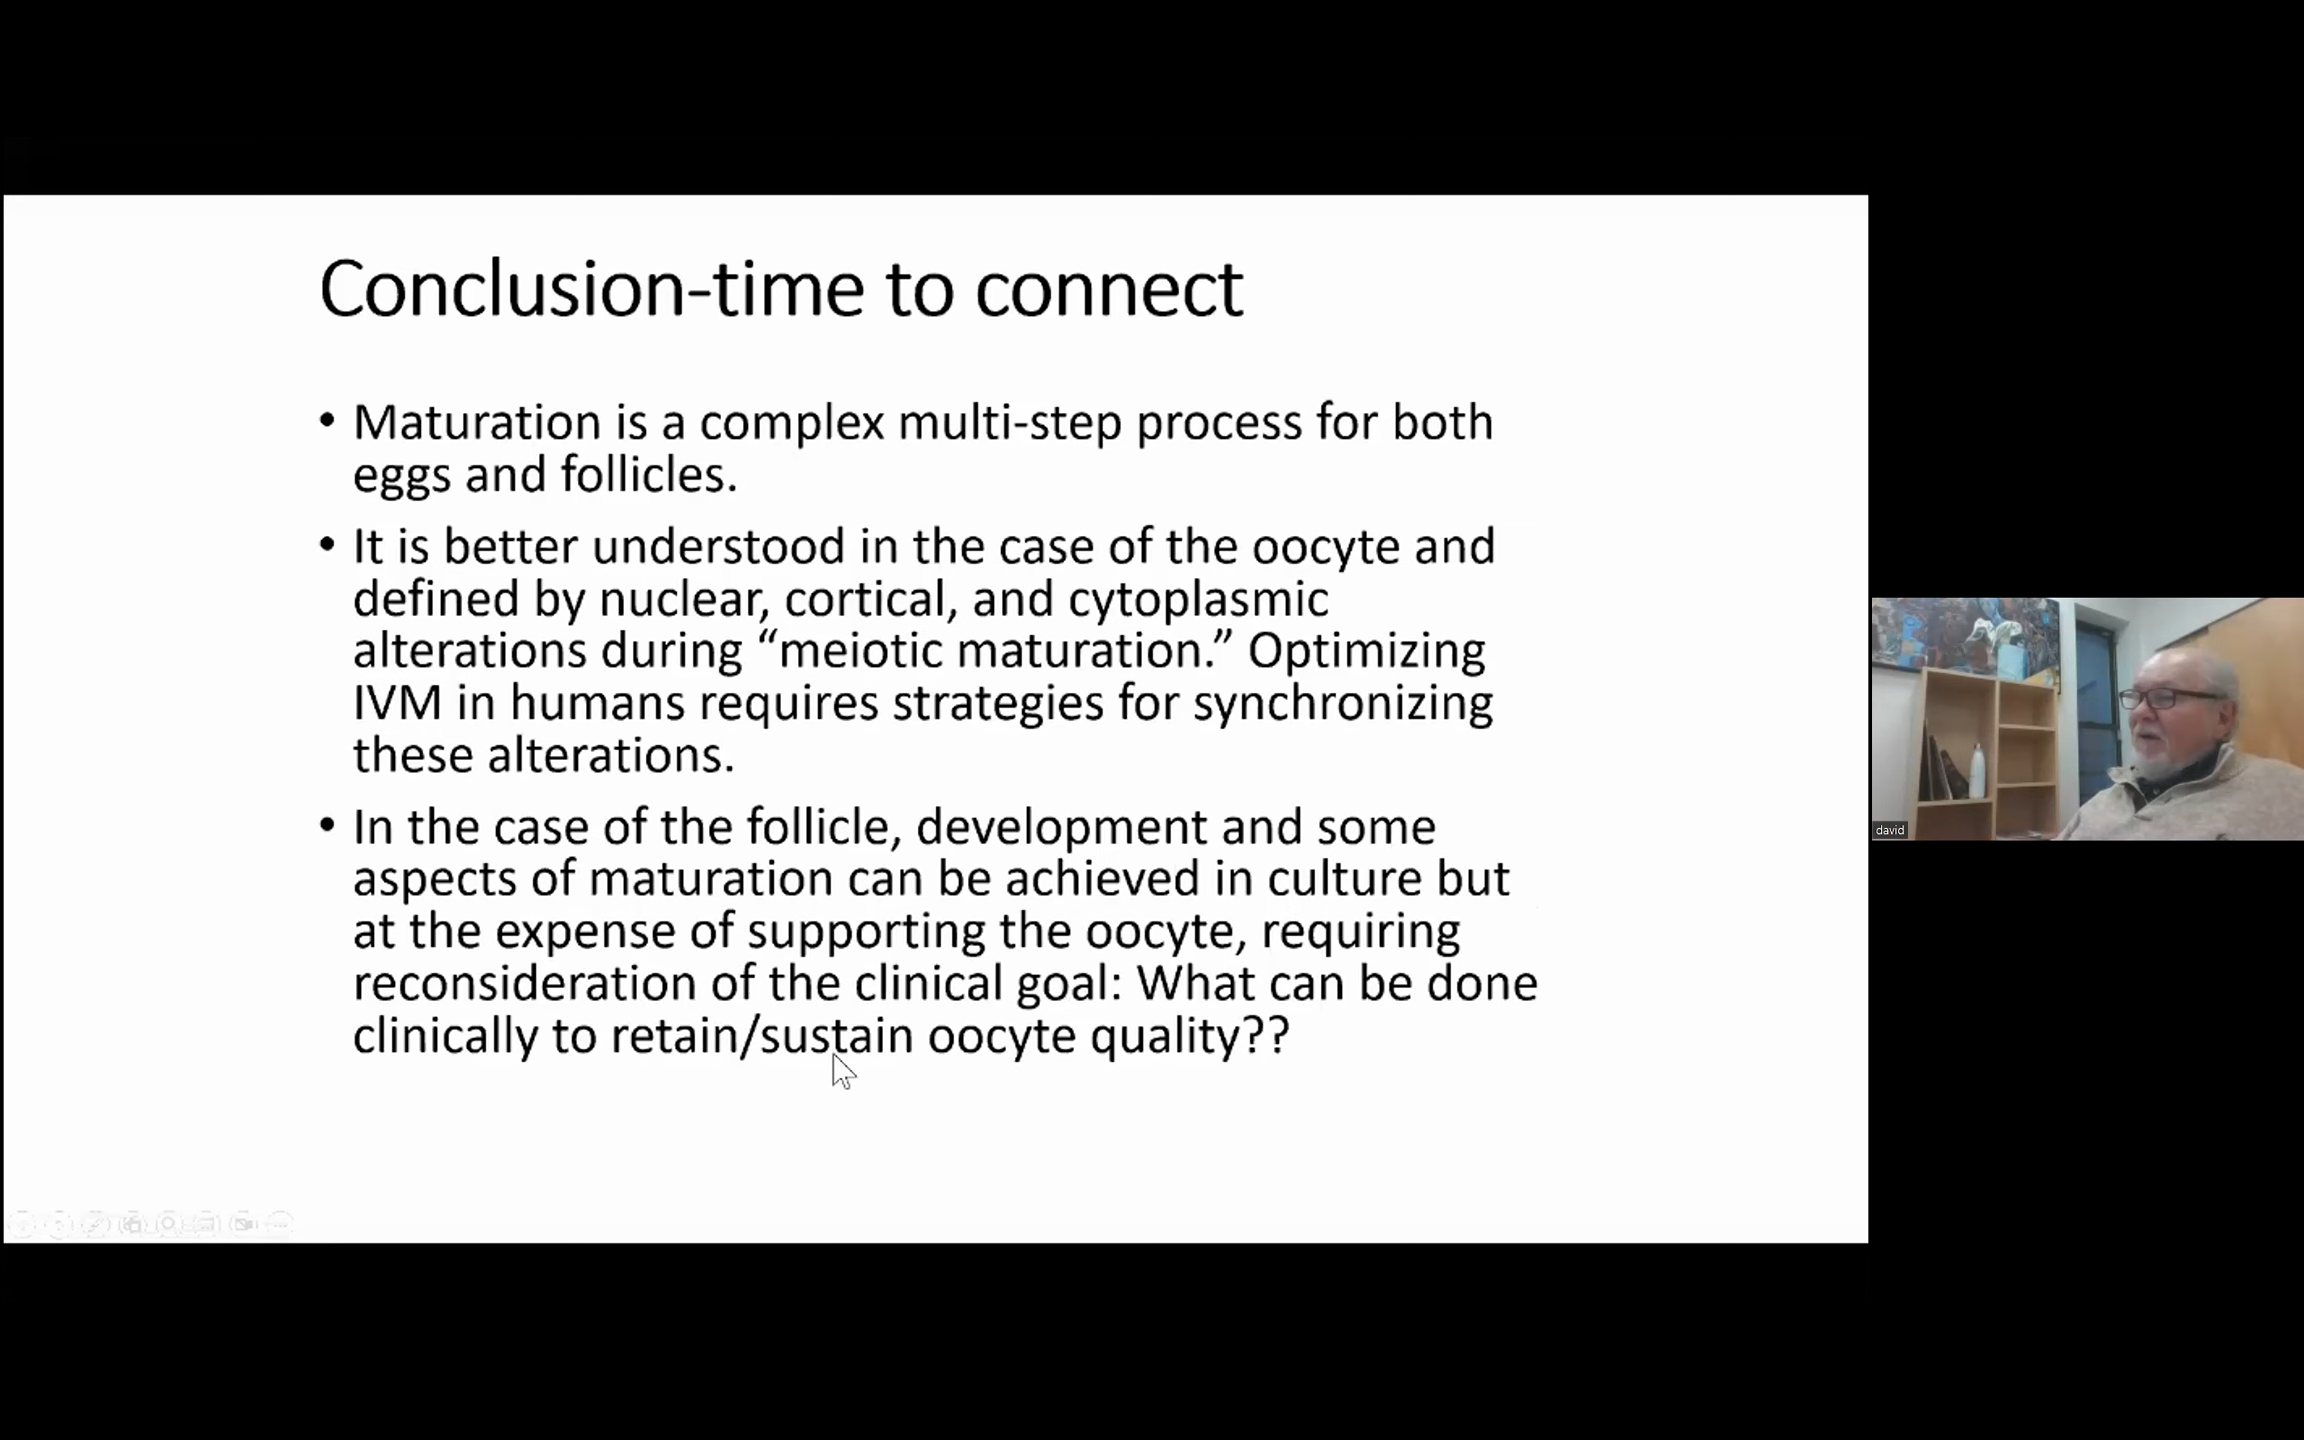 Conclusion-time to connect
• Maturation is a complex multi-step process for both
eggs and follicles.
• It is better understood in the case of the oocyte and
defined by nuclear, cortical, and cytoplasmic
alterations during “meiotic maturation.” Optimizing
IVM in humans requires strategies for synchronizing
these alterations.
• In the case of the follicle, development and some
aspects of maturation can be achieved in culture but
at the expense of supporting the oocyte, requiring
reconsideration of the clinical goal: What can be done
clinically to retain/sustain oocyte quality??
david